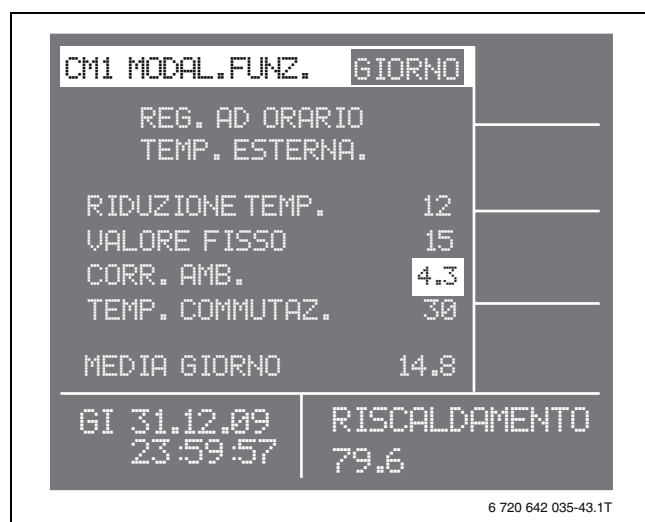 CM1 MODAL.FUNZ. GIORNO
REG. AD ORARIO
TEMP. ESTERNA.
RIDUZIONE TEMP. 12
VALORE FISSO 15
CORR. AMB. 4.3
TEMP. COMMUTAZ. 30
MEDIA GIORNO 14.8
GI 31.12.09
23:59:57
RISCALDAMENTO
79.6
6 720 642 035-43.1T